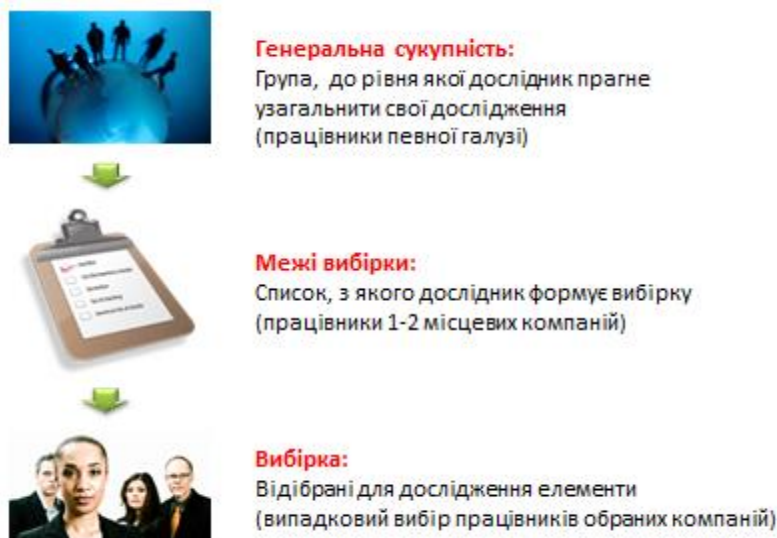 Генеральна сукупність:
Група, до рівня якої дослідник прагне
узагальнити свої дослідження
(працівники певної галузі)
Межі вибірки:
Список, з якого дослідник формує вибірку
(працівники 1-2 місцевих компаній)
Вибірка:
Відібрані для дослідження елементи
(випадковий вибір працівників обраних компаній)